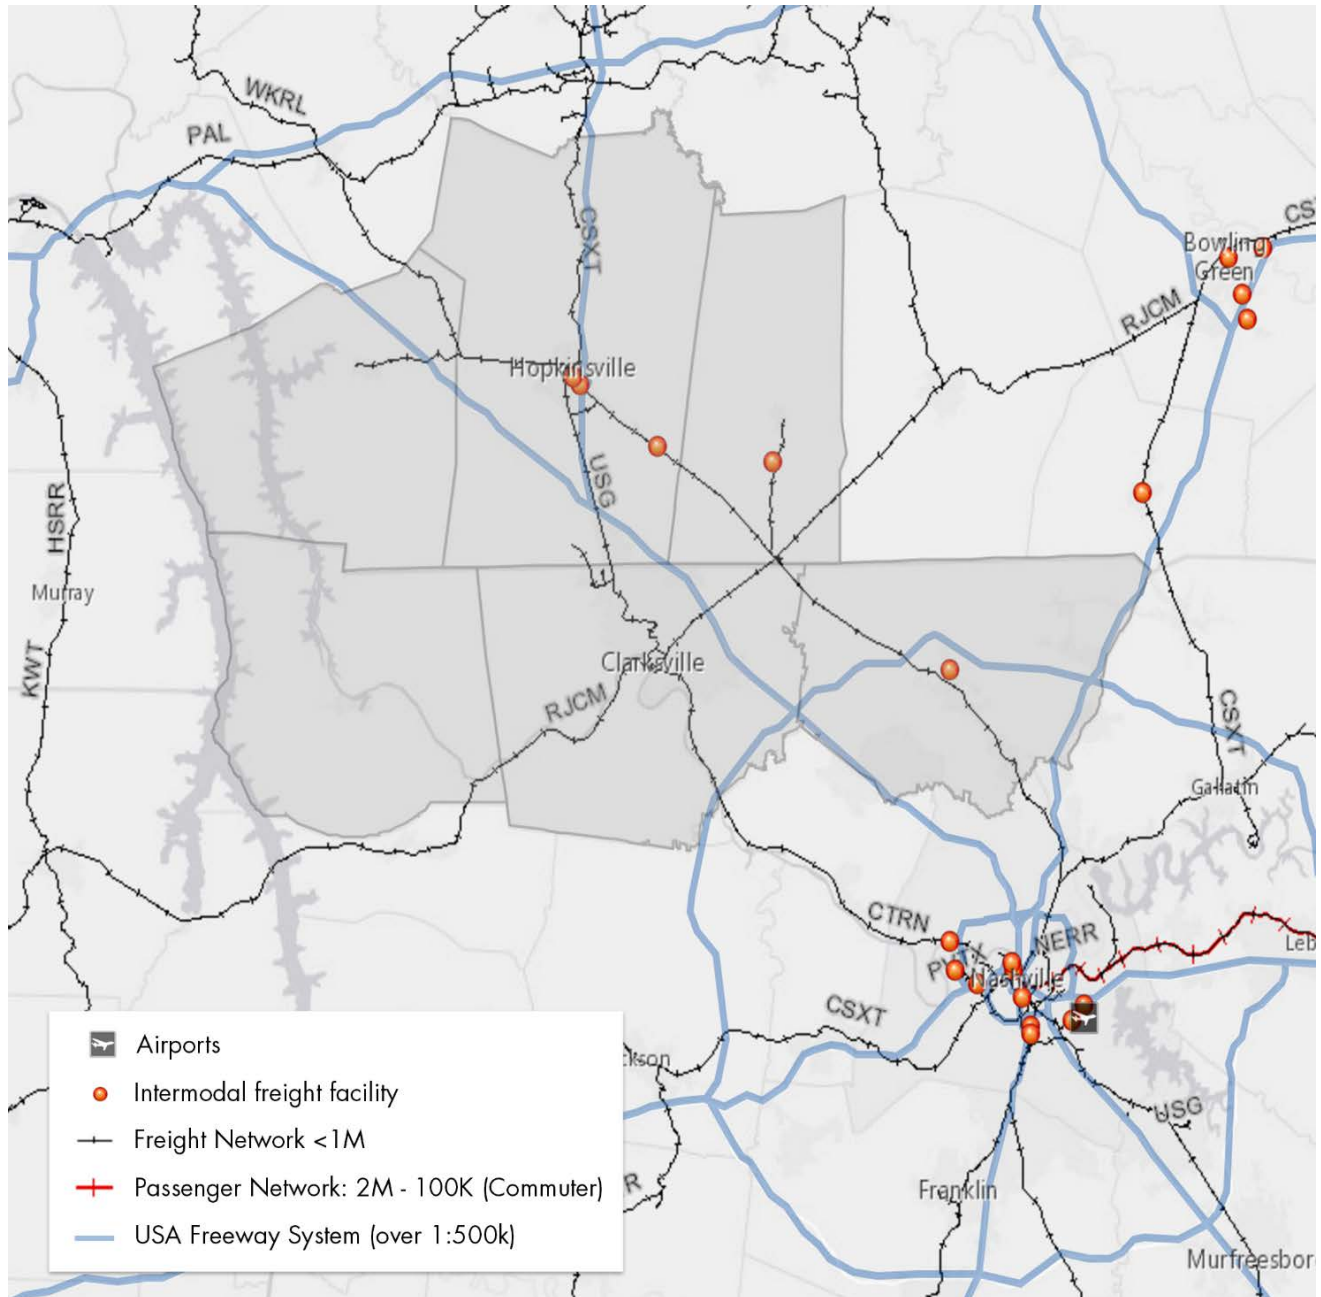 WKRL
PAL
CSXT
CS
Bowling
Green
RJCM
Hopkinsville
USG
HSRR
Murray
KWT
Clarksville
RJCM
CSXT
Gallatin
CTRN
NERR
Leb
Nashville
CSXT
ckson
USG
R
Franklin
Murfreesbor
Airports
Intermodal freight facility
Freight Network <1M
Passenger Network: 2M - 100K (Commuter)
USA Freeway System (over 1:500k)